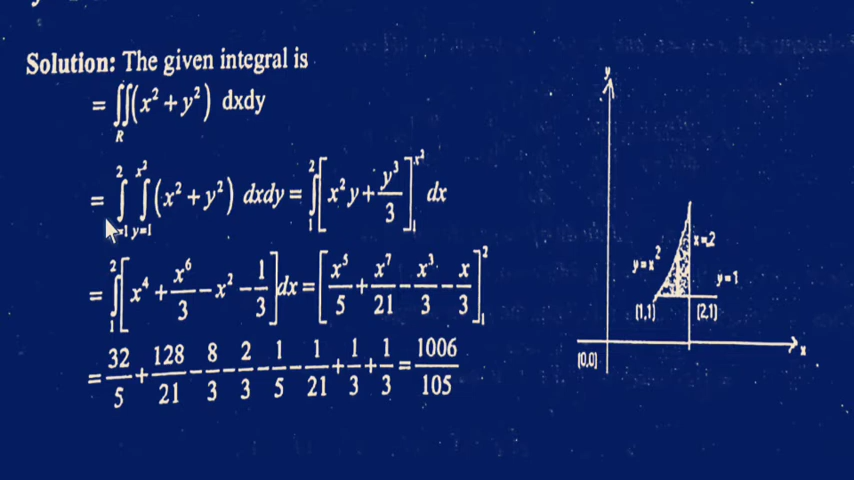 Solution: The given integral is
= ∬_R (x² + y²) dxdy
= ∫_{=1}^{2} ∫_{y=1}^{x²} (x² + y²) dxdy = ∫_1^2 [x²y + y³/3]_1^{x²} dx
= ∫_1^2 [x⁴ + x⁶/3 − x² − 1/3] dx = [x⁵/5 + x⁷/21 − x³/3 − x/3]_1^2
= 32/5 + 128/21 − 8/3 − 2/3 − 1/5 − 1/21 + 1/3 + 1/3 = 1006/105
y
x=2
y=x²
y=1
(1,1)
(2,1)
x
(0,0)